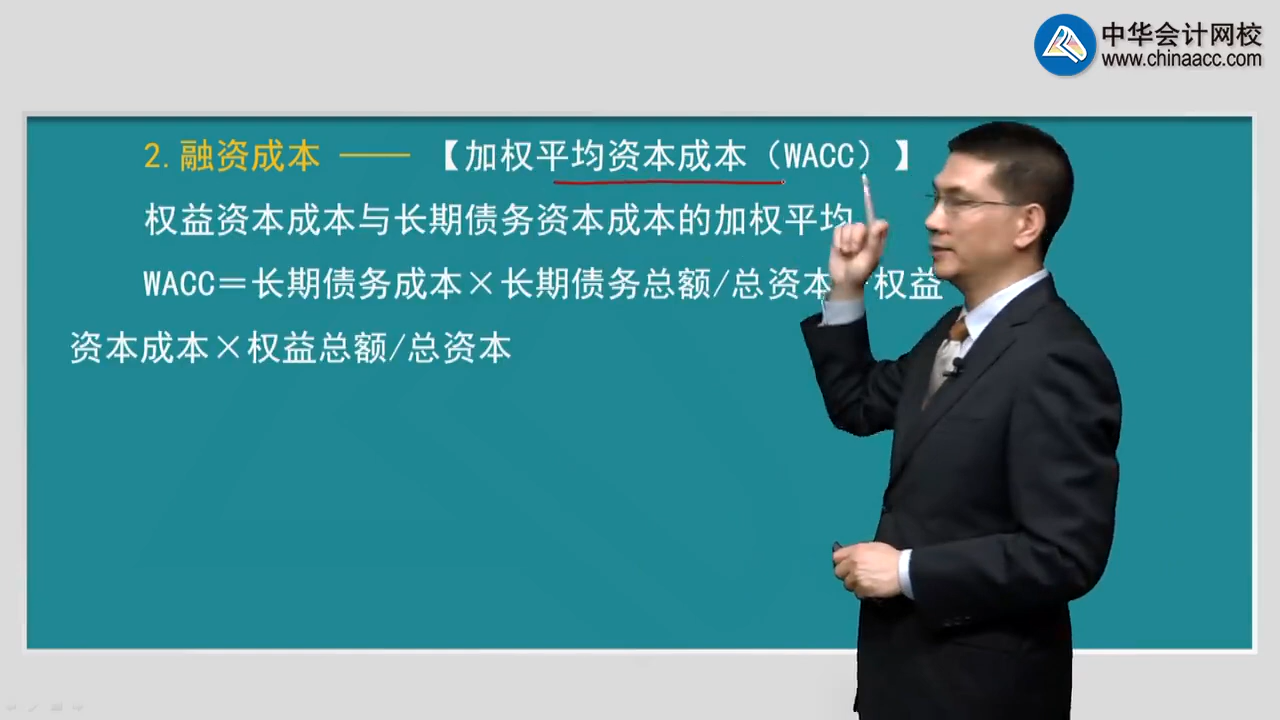 中华会计网校
www.chinaacc.com
2.融资成本 —— 【加权平均资本成本（WACC）】
权益资本成本与长期债务资本成本的加权平均
WACC＝长期债务成本×长期债务总额/总资本 权益
资本成本×权益总额/总资本